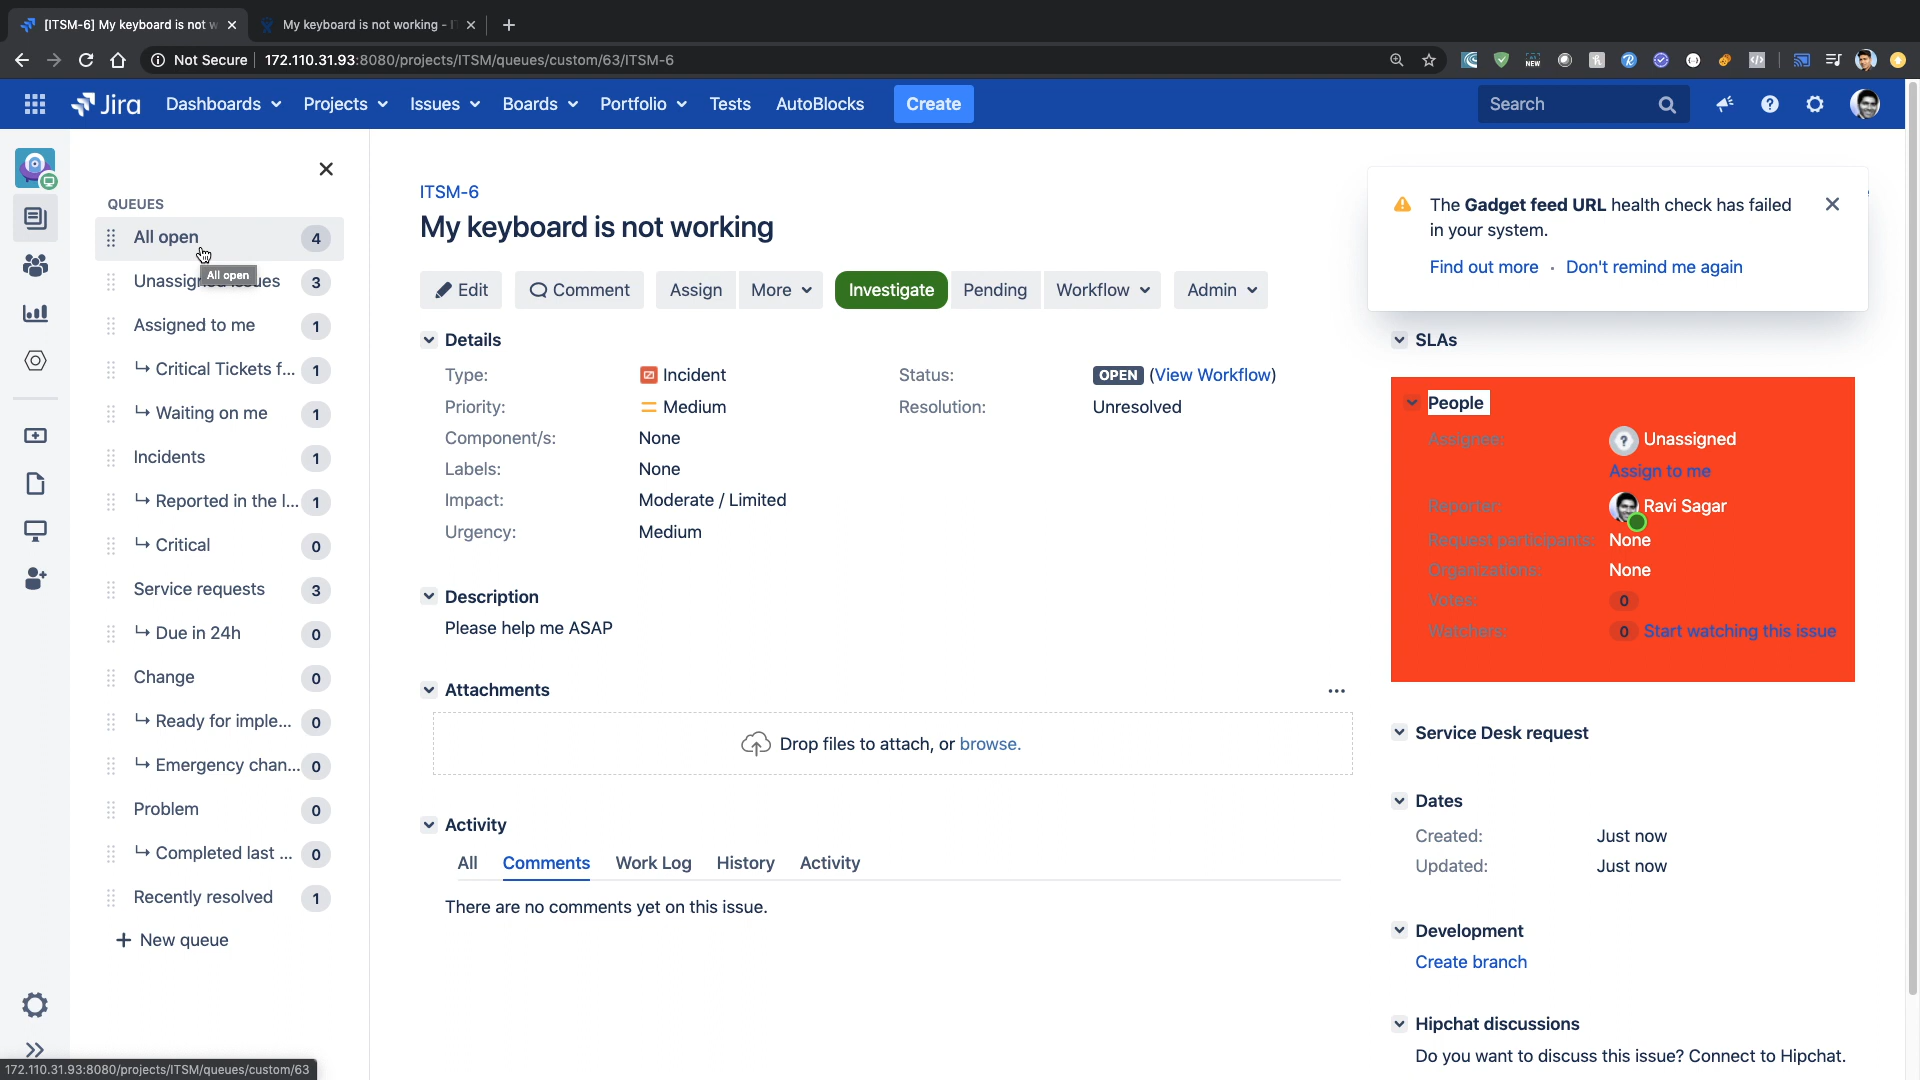 [ITSM-6] My keyboard is not w
My keyboard is not working - I
Not Secure
172.110.31.93:8080/projects/ITSM/queues/custom/63/ITSM-6
NEW
Jira
Dashboards
Projects
Issues
Boards
Portfolio
Tests
AutoBlocks
Create
Search
QUEUES
All open 4
All open
Unassigned Issues 3
Assigned to me 1
Critical Tickets f... 1
Waiting on me 1
Incidents 1
Reported in the l... 1
Critical 0
Service requests 3
Due in 24h 0
Change 0
Ready for imple... 0
Emergency chan... 0
Problem 0
Completed last ... 0
Recently resolved 1
+ New queue
172.110.31.93:8080/projects/ITSM/queues/custom/63
ITSM-6
My keyboard is not working
Edit
Comment
Assign
More
Investigate
Pending
Workflow
Admin
Details
Type: Incident
Status: OPEN (View Workflow)
Priority: Medium
Resolution: Unresolved
Component/s: None
Labels: None
Impact: Moderate / Limited
Urgency: Medium
Description
Please help me ASAP
Attachments
Drop files to attach, or browse.
Activity
All Comments Work Log History Activity
There are no comments yet on this issue.
The Gadget feed URL health check has failed
in your system.
Find out more · Don't remind me again
SLAs
People
Assignee: Unassigned
Assign to me
Reporter: Ravi Sagar
Request participants: None
Organizations: None
Votes: 0
Watchers: 0 Start watching this issue
Service Desk request
Dates
Created: Just now
Updated: Just now
Development
Create branch
Hipchat discussions
Do you want to discuss this issue? Connect to Hipchat.